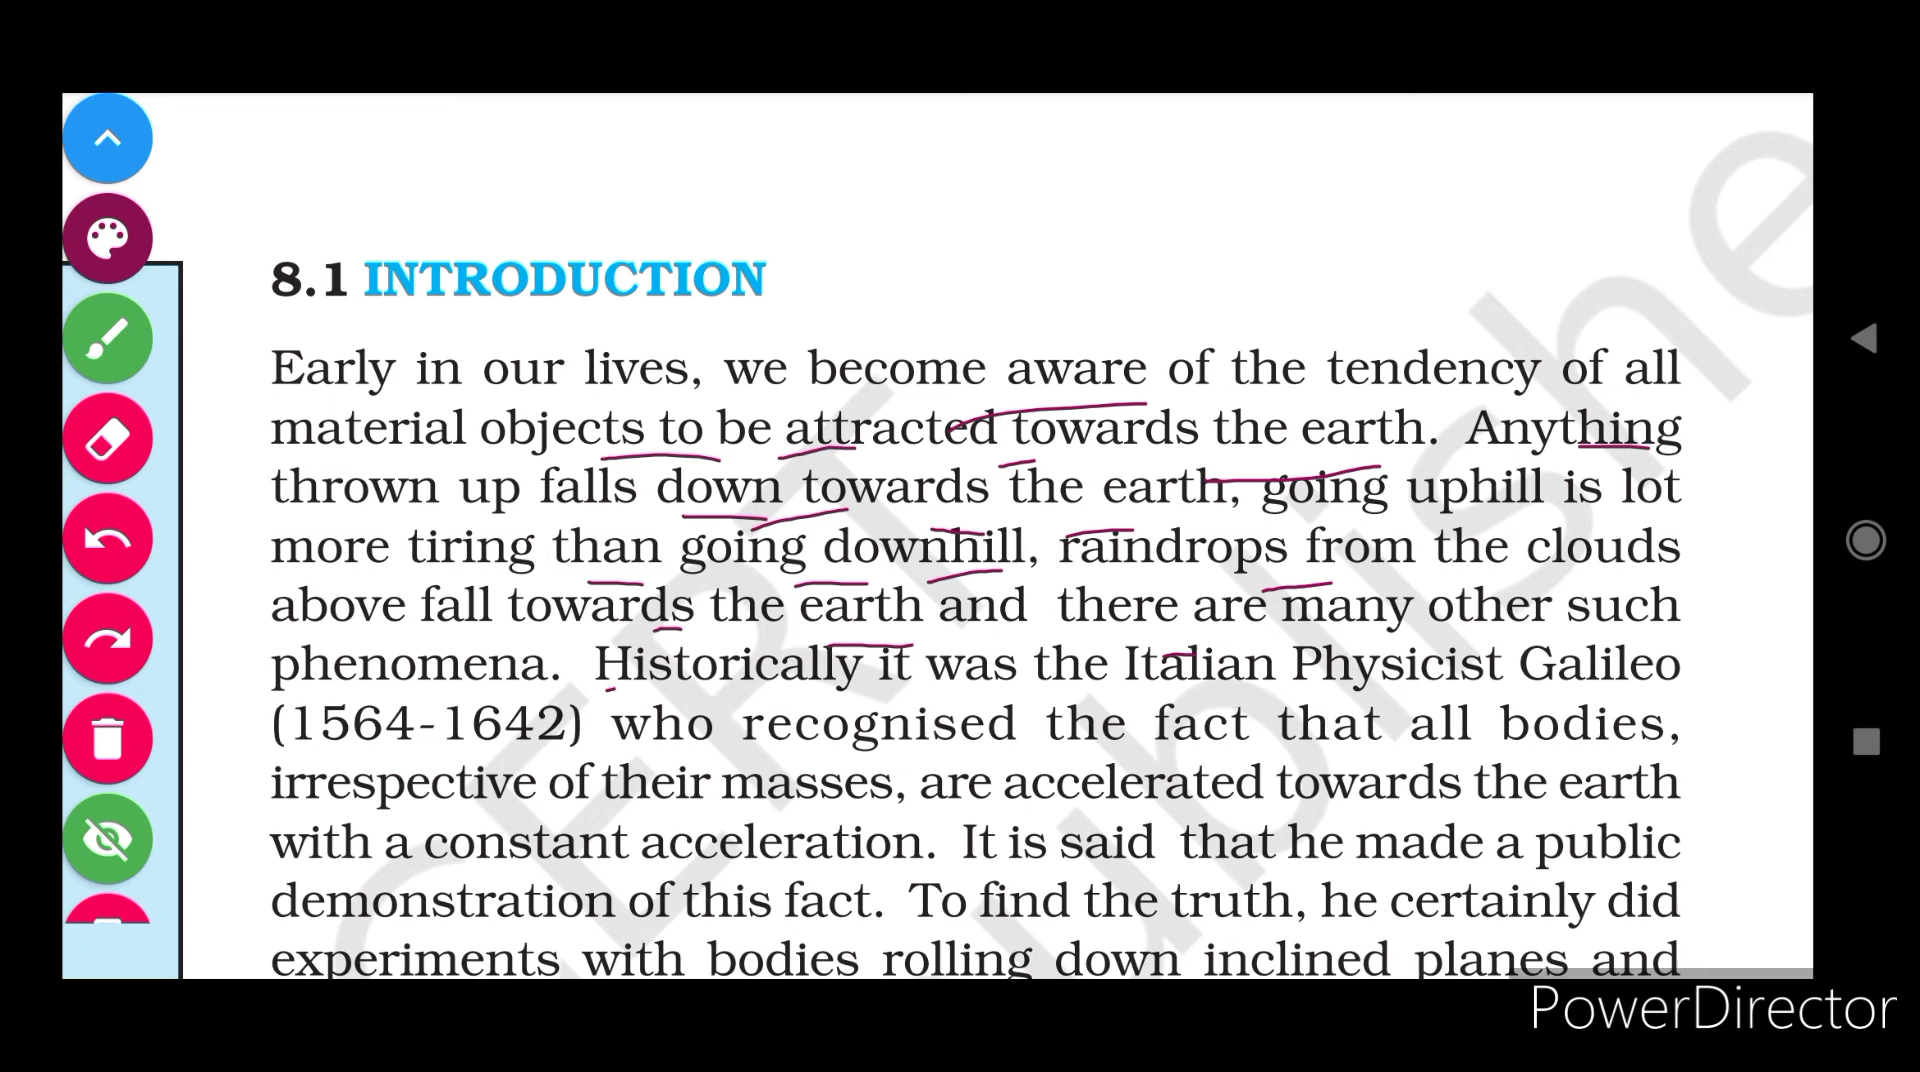 8.1 INTRODUCTION
Early in our lives, we become aware of the tendency of all
material objects to be attracted towards the earth. Anything
thrown up falls down towards the earth, going uphill is lot
more tiring than going downhill, raindrops from the clouds
above fall towards the earth and there are many other such
phenomena. Historically it was the Italian Physicist Galileo
(1564-1642) who recognised the fact that all bodies,
irrespective of their masses, are accelerated towards the earth
with a constant acceleration. It is said that he made a public
demonstration of this fact. To find the truth, he certainly did
experiments with bodies rolling down inclined planes and
PowerDirector